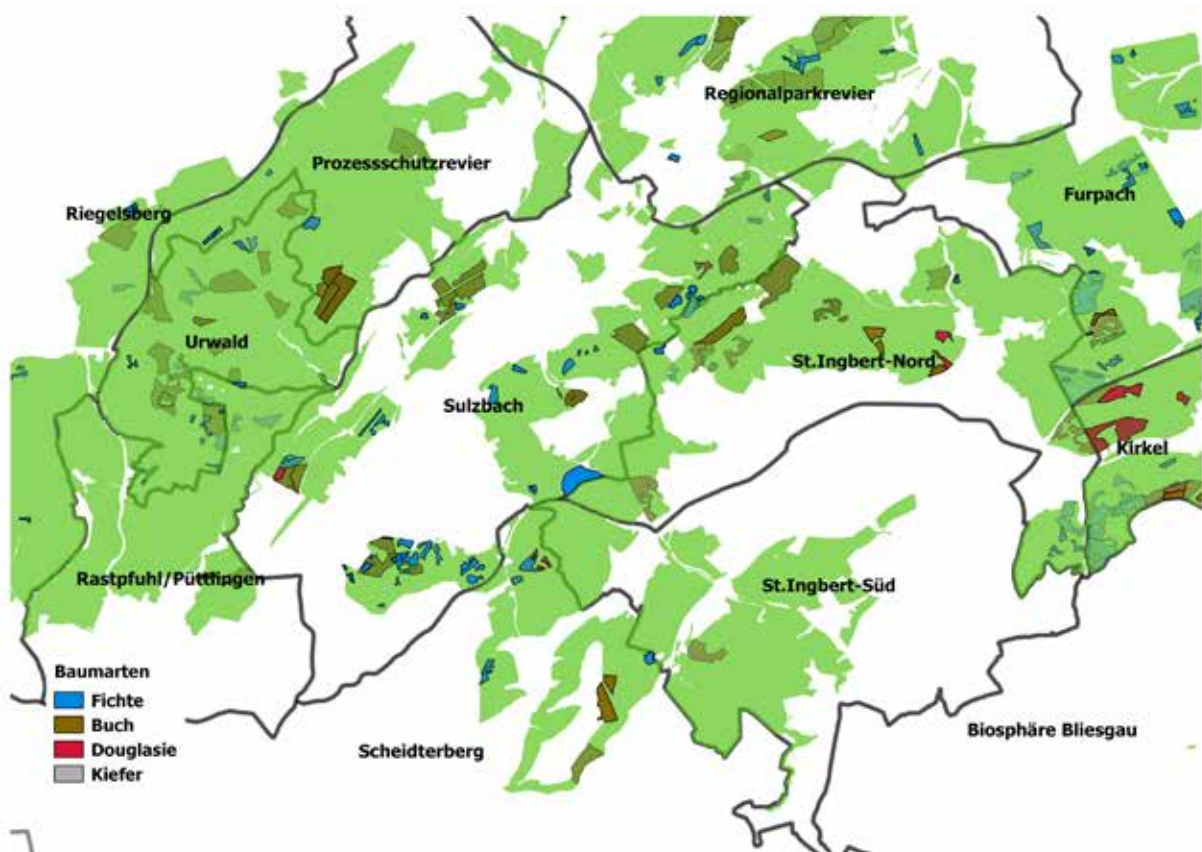 Regionalparkrevier
Prozessschutzrevier
Furpach
Riegelsberg
Urwald
St.Ingbert-Nord
Sulzbach
Kirkel
Rastpfuhl/Püttlingen
St.Ingbert-Süd
Baumarten
Fichte
Buch
Douglasie
Kiefer
Scheidterberg
Biosphäre Bliesgau